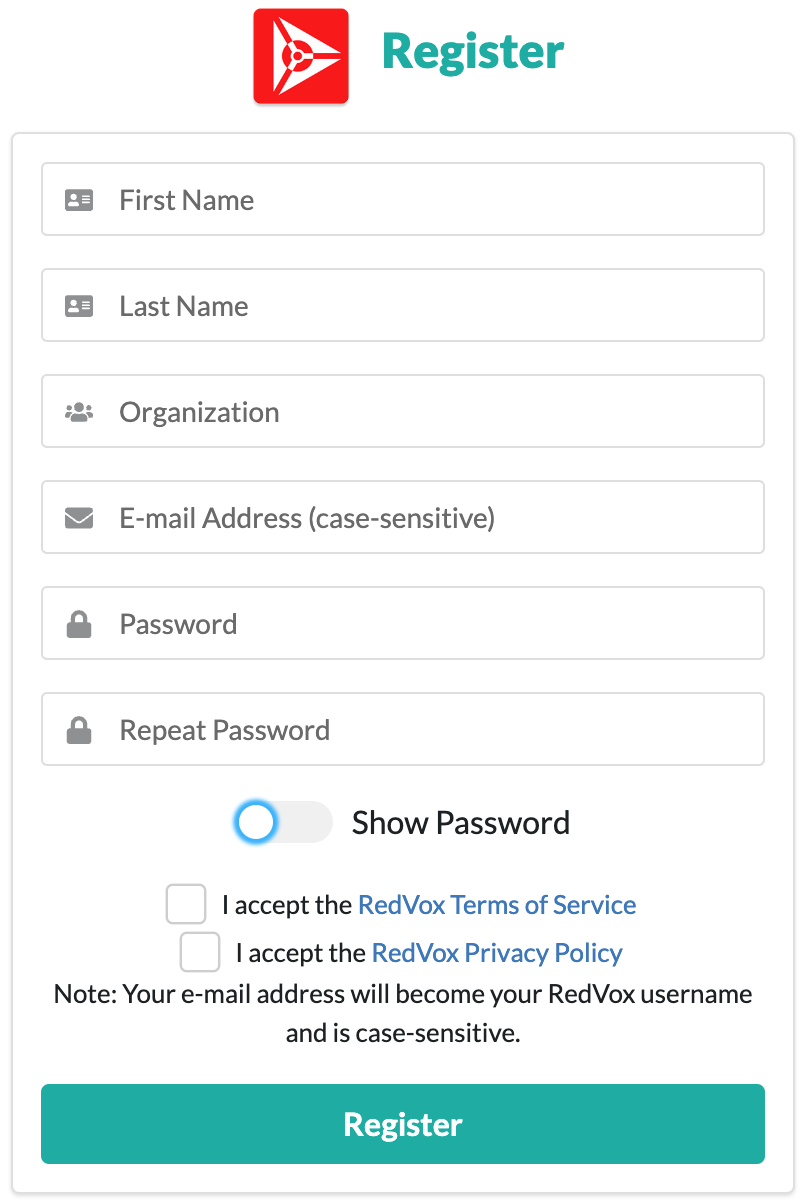 Register
First Name
Last Name
Organization
E-mail Address (case-sensitive)
Password
Repeat Password
Show Password
I accept the RedVox Terms of Service
I accept the RedVox Privacy Policy
Note: Your e-mail address will become your RedVox username
and is case-sensitive.
Register